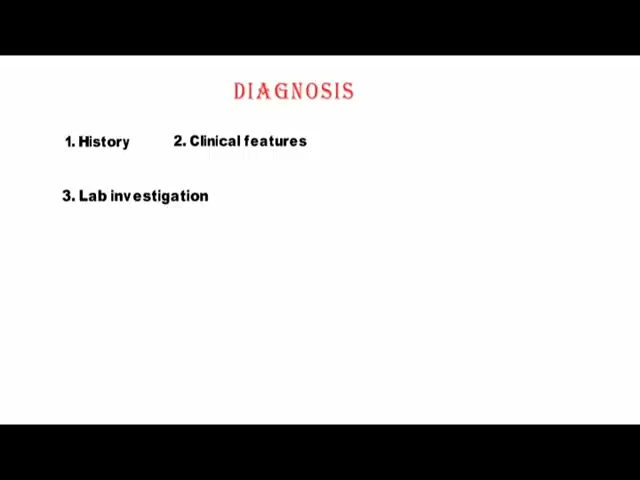 DIAGNOSIS
1. History 2. Clinical features
3. Lab investigation